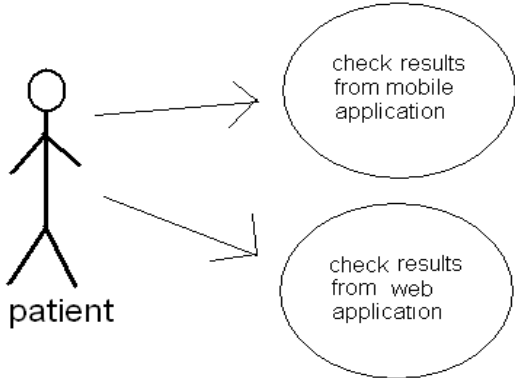 check results
from mobile
application
check results
from web
application
patient